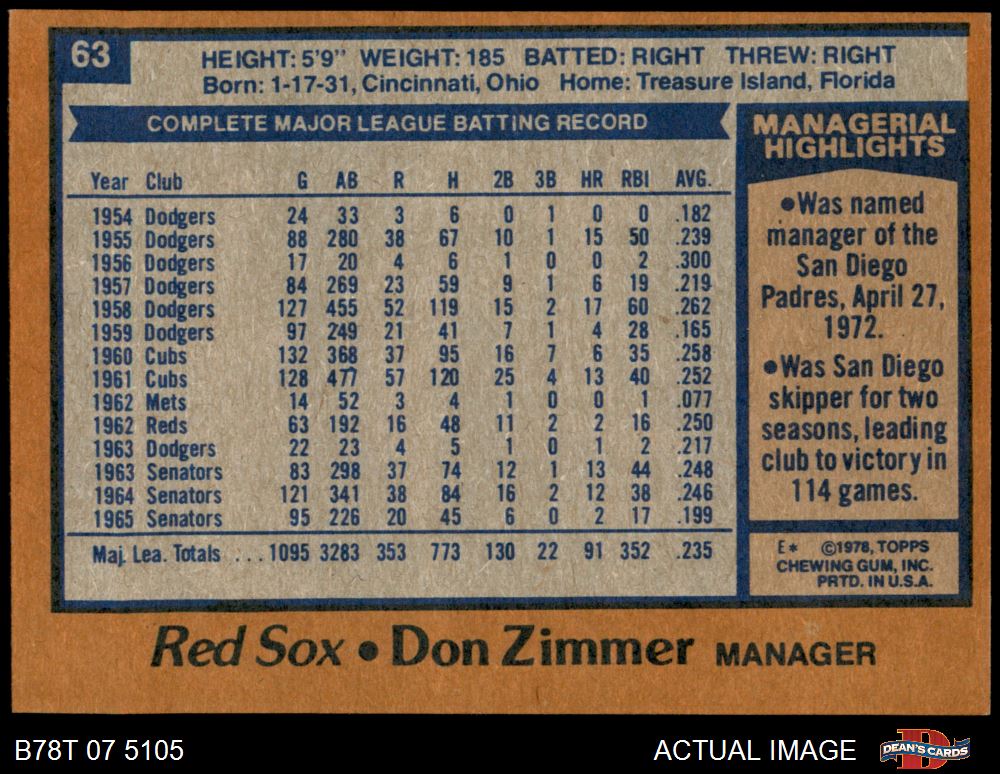 63
HEIGHT: 5'9" WEIGHT: 185 BATTED: RIGHT THREW: RIGHT
Born: 1-17-31, Cincinnati, Ohio Home: Treasure Island, Florida
COMPLETE MAJOR LEAGUE BATTING RECORD
Year Club G AB R H 2B 3B HR RBI AVG.
1954 Dodgers 24 33 3 6 0 1 0 0 .182
1955 Dodgers 88 280 38 67 10 1 15 50 .239
1956 Dodgers 17 20 4 6 1 0 0 2 .300
1957 Dodgers 84 269 23 59 9 1 6 19 .219
1958 Dodgers 127 455 52 119 15 2 17 60 .262
1959 Dodgers 97 249 21 41 7 1 4 28 .165
1960 Cubs 132 368 37 95 16 7 6 35 .258
1961 Cubs 128 477 57 120 25 4 13 40 .252
1962 Mets 14 52 3 4 1 0 0 1 .077
1962 Reds 63 192 16 48 11 2 2 16 .250
1963 Dodgers 22 23 4 5 1 0 1 2 .217
1963 Senators 83 298 37 74 12 1 13 44 .248
1964 Senators 121 341 38 84 16 2 12 38 .246
1965 Senators 95 226 20 45 6 0 2 17 .199
Maj. Lea. Totals ... 1095 3283 353 773 130 22 91 352 .235
MANAGERIAL
HIGHLIGHTS
•Was named
manager of the
San Diego
Padres, April 27,
1972.
•Was San Diego
skipper for two
seasons, leading
club to victory in
114 games.
E* ©1978, TOPPS
CHEWING GUM, INC.
PRTD. IN U.S.A.
Red Sox • Don Zimmer MANAGER
B78T 07 5105
ACTUAL IMAGE
DEAN'S CARDS